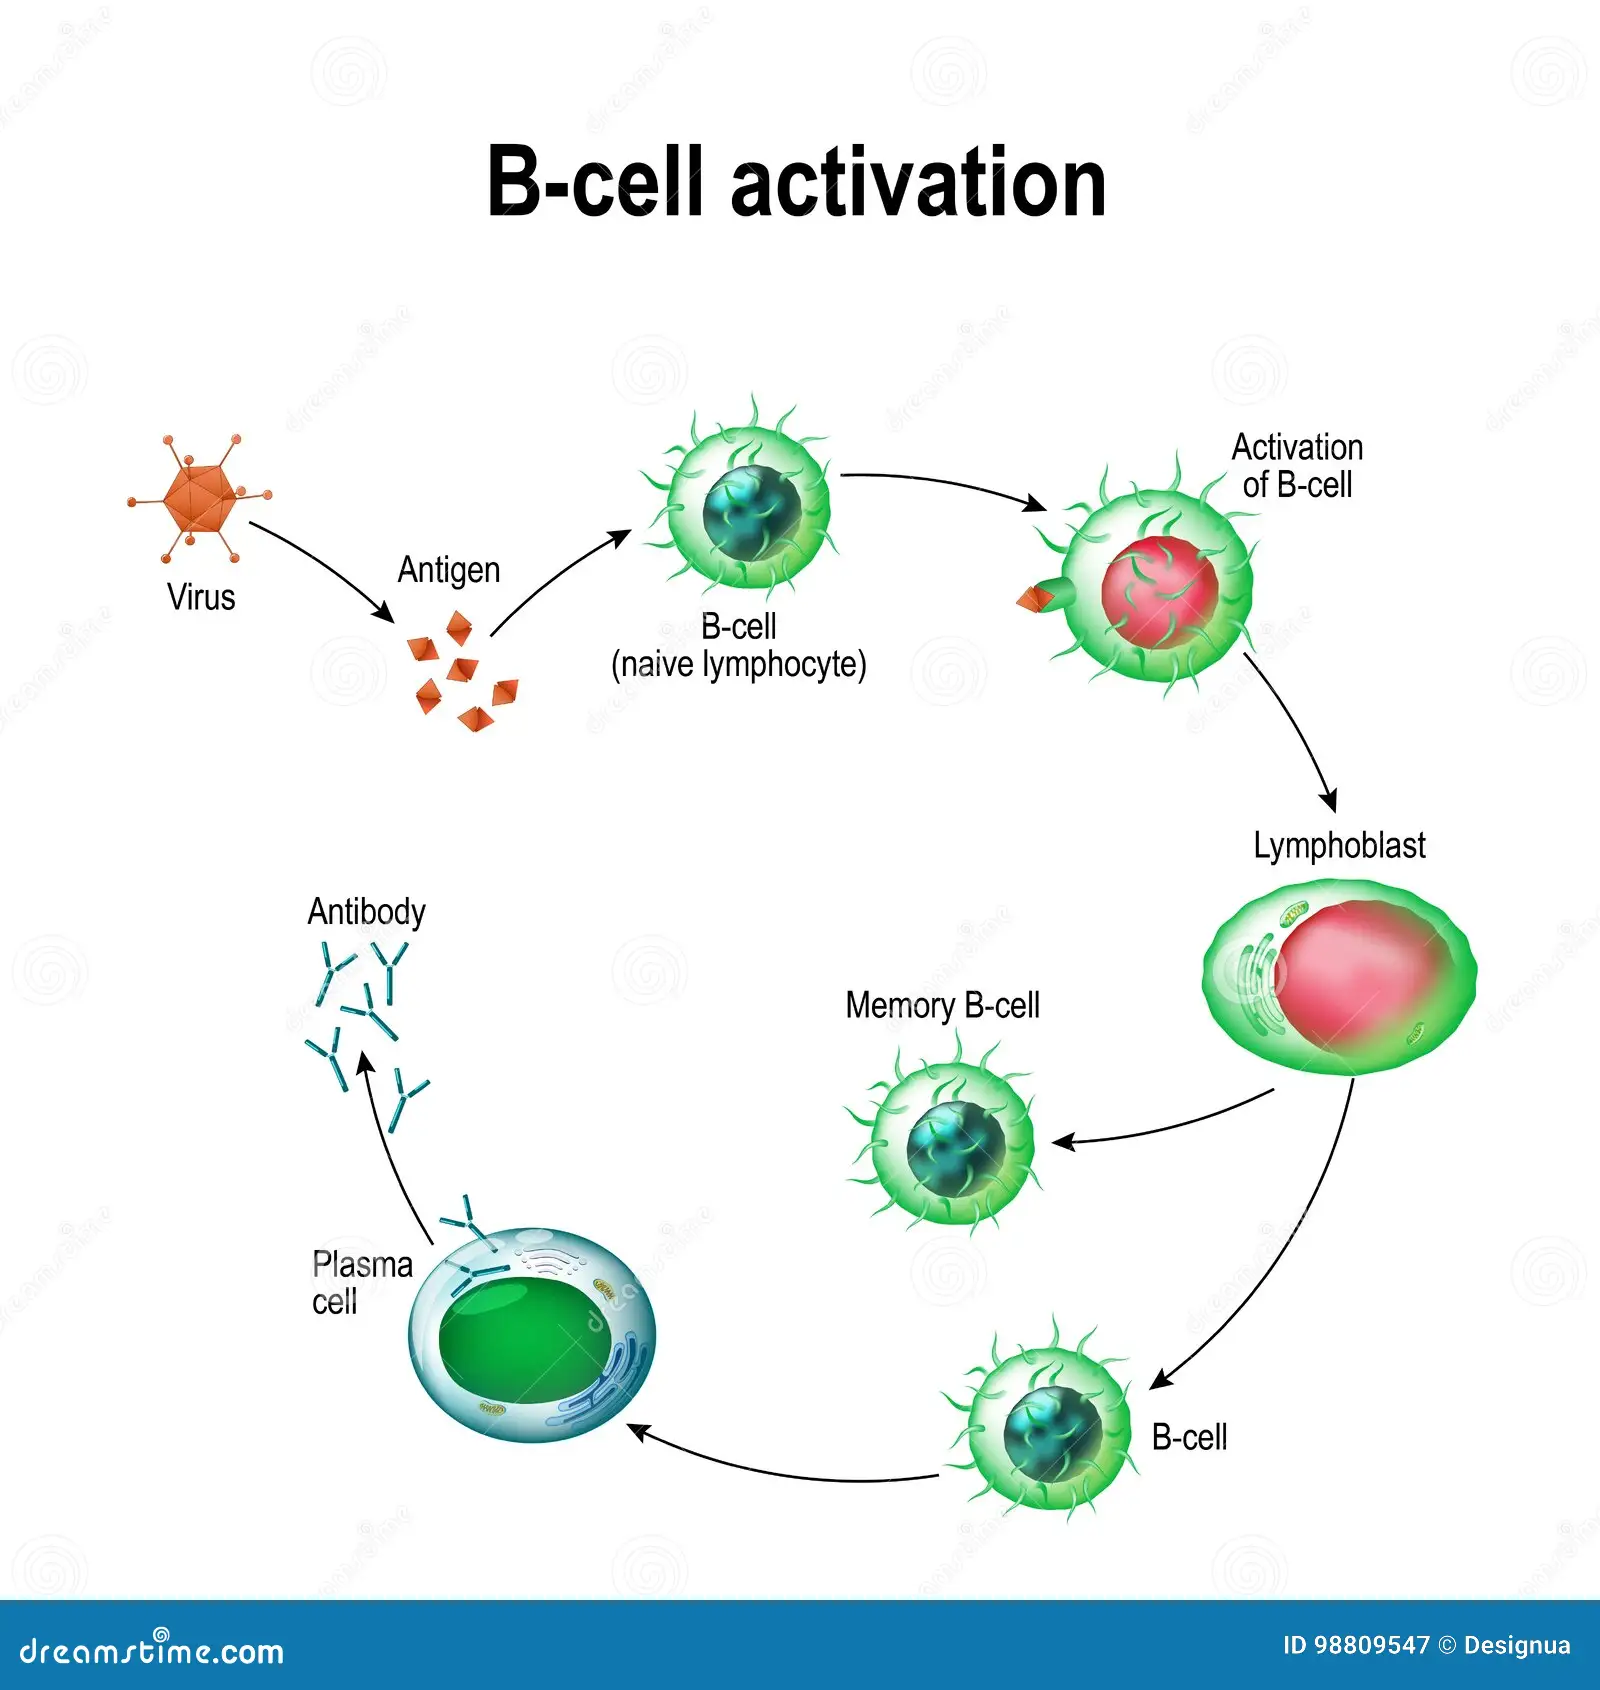 B-cell activation
Virus
Antigen
B-cell
(naive lymphocyte)
Activation
of B-cell
Lymphoblast
Memory B-cell
B-cell
Plasma
cell
Antibody
dreamstime.com
ID 98809547 © Designua